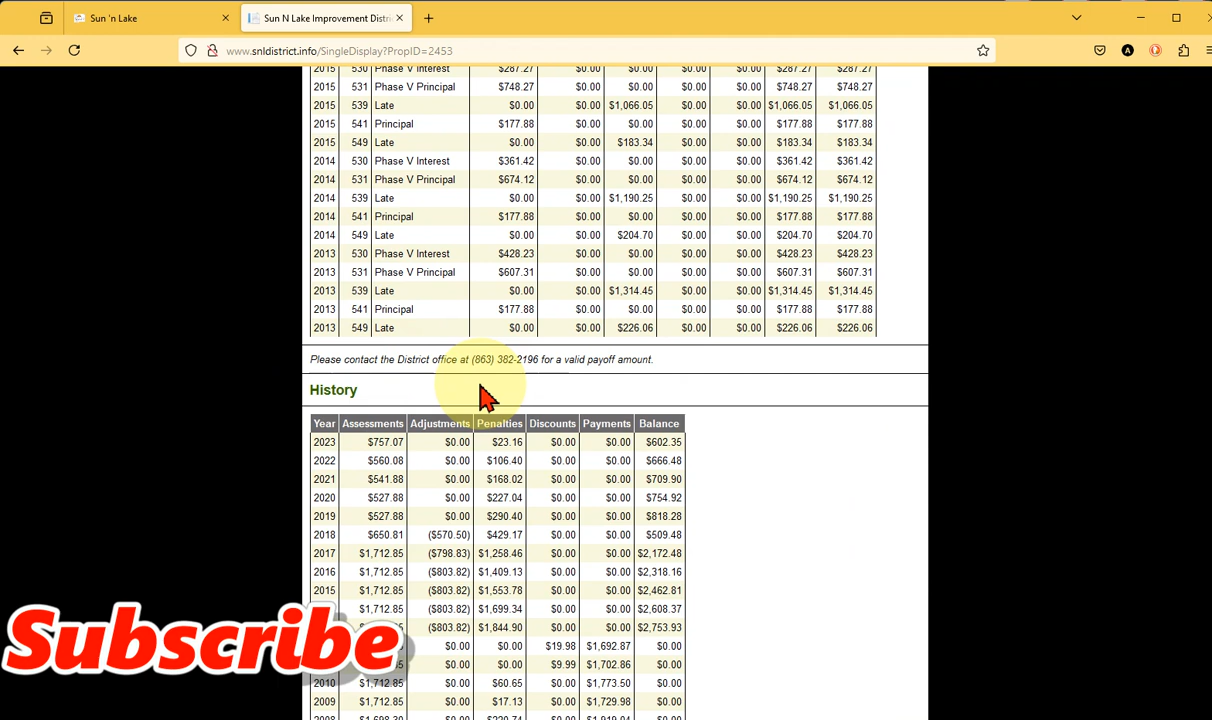 Sun 'n Lake
Sun N Lake Improvement Distri
www.snldistrict.info/SingleDisplay?PropID=2453
2015 530 Phase V Interest $287.27 $0.00 $0.00 $0.00 $0.00 $287.27 $287.27
2015 531 Phase V Principal $748.27 $0.00 $0.00 $0.00 $0.00 $748.27 $748.27
2015 539 Late $0.00 $0.00 $1,066.05 $0.00 $0.00 $1,066.05 $1,066.05
2015 541 Principal $177.88 $0.00 $0.00 $0.00 $0.00 $177.88 $177.88
2015 549 Late $0.00 $0.00 $183.34 $0.00 $0.00 $183.34 $183.34
2014 530 Phase V Interest $361.42 $0.00 $0.00 $0.00 $0.00 $361.42 $361.42
2014 531 Phase V Principal $674.12 $0.00 $0.00 $0.00 $0.00 $674.12 $674.12
2014 539 Late $0.00 $0.00 $1,190.25 $0.00 $0.00 $1,190.25 $1,190.25
2014 541 Principal $177.88 $0.00 $0.00 $0.00 $0.00 $177.88 $177.88
2014 549 Late $0.00 $0.00 $204.70 $0.00 $0.00 $204.70 $204.70
2013 530 Phase V Interest $428.23 $0.00 $0.00 $0.00 $0.00 $428.23 $428.23
2013 531 Phase V Principal $607.31 $0.00 $0.00 $0.00 $0.00 $607.31 $607.31
2013 539 Late $0.00 $0.00 $1,314.45 $0.00 $0.00 $1,314.45 $1,314.45
2013 541 Principal $177.88 $0.00 $0.00 $0.00 $0.00 $177.88 $177.88
2013 549 Late $0.00 $0.00 $226.06 $0.00 $0.00 $226.06 $226.06
Please contact the District office at (863) 382-2196 for a valid payoff amount.
History
Year Assessments Adjustments Penalties Discounts Payments Balance
2023 $757.07 $0.00 $23.16 $0.00 $0.00 $602.35
2022 $560.08 $0.00 $106.40 $0.00 $0.00 $666.48
2021 $541.88 $0.00 $168.02 $0.00 $0.00 $709.90
2020 $527.88 $0.00 $227.04 $0.00 $0.00 $754.92
2019 $527.88 $0.00 $290.40 $0.00 $0.00 $818.28
2018 $650.81 ($570.50) $429.17 $0.00 $0.00 $509.48
2017 $1,712.85 ($798.83) $1,258.46 $0.00 $0.00 $2,172.48
2016 $1,712.85 ($803.82) $1,409.13 $0.00 $0.00 $2,318.16
2015 $1,712.85 ($803.82) $1,553.78 $0.00 $0.00 $2,462.81
$1,712.85 ($803.82) $1,699.34 $0.00 $0.00 $2,608.37
($803.82) $1,844.90 $0.00 $0.00 $2,753.93
$0.00 $0.00 $19.98 $1,692.87 $0.00
$0.00 $0.00 $9.99 $1,702.86 $0.00
2010 $1,712.85 $0.00 $60.65 $0.00 $1,773.50 $0.00
2009 $1,712.85 $0.00 $17.13 $0.00 $1,729.98 $0.00
Subscribe